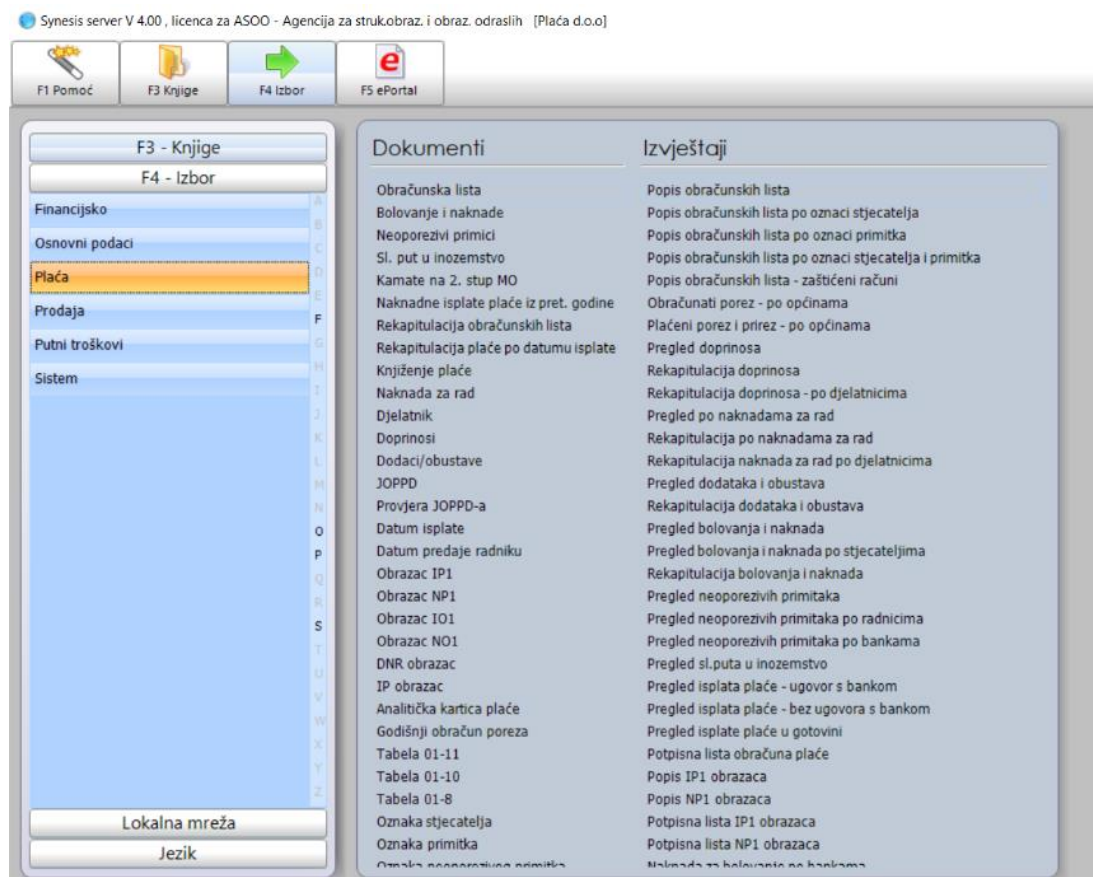 Synesis server V 4.00 , licenca za ASOO - Agencija za struk.obraz. i obraz. odraslih [Plaća d.o.o]
F1 Pomoć
F3 Knjige
F4 Izbor
F5 ePortal
F3 - Knjige
F4 - Izbor
Financijsko
Osnovni podaci
Plaća
Prodaja
Putni troškovi
Sistem
A
B
C
D
E
F
G
H
I
J
K
L
M
N
O
P
Q
R
S
T
U
V
W
X
Y
Z
Lokalna mreža
Jezik
Dokumenti
Obračunska lista
Bolovanje i naknade
Neoporezivi primici
Sl. put u inozemstvo
Kamate na 2. stup MO
Naknadne isplate plaće iz pret. godine
Rekapitulacija obračunskih lista
Rekapitulacija plaće po datumu isplate
Knjiženje plaće
Naknada za rad
Djelatnik
Doprinosi
Dodaci/obustave
JOPPD
Provjera JOPPD-a
Datum isplate
Datum predaje radniku
Obrazac IP1
Obrazac NP1
Obrazac IO1
Obrazac NO1
DNR obrazac
IP obrazac
Analitička kartica plaće
Godišnji obračun poreza
Tabela 01-11
Tabela 01-10
Tabela 01-8
Oznaka stjecatelja
Oznaka primitka
Oznaka neoporezivog primitka
Izvještaji
Popis obračunskih lista
Popis obračunskih lista po oznaci stjecatelja
Popis obračunskih lista po oznaci primitka
Popis obračunskih lista po oznaci stjecatelja i primitka
Popis obračunskih lista - zaštićeni računi
Obračunati porez - po općinama
Plaćeni porez i prirez - po općinama
Pregled doprinosa
Rekapitulacija doprinosa
Rekapitulacija doprinosa - po djelatnicima
Pregled po naknadama za rad
Rekapitulacija po naknadama za rad
Rekapitulacija naknada za rad po djelatnicima
Pregled dodataka i obustava
Rekapitulacija dodataka i obustava
Pregled bolovanja i naknada
Pregled bolovanja i naknada po stjecateljima
Rekapitulacija bolovanja i naknada
Pregled neoporezivih primitaka
Pregled neoporezivih primitaka po radnicima
Pregled neoporezivih primitaka po bankama
Pregled sl.puta u inozemstvo
Pregled isplata plaće - ugovor s bankom
Pregled isplata plaće - bez ugovora s bankom
Pregled isplate plaće u gotovini
Potpisna lista obračuna plaće
Popis IP1 obrazaca
Popis NP1 obrazaca
Potpisna lista IP1 obrazaca
Potpisna lista NP1 obrazaca
Naknada za bolovanje po bankama